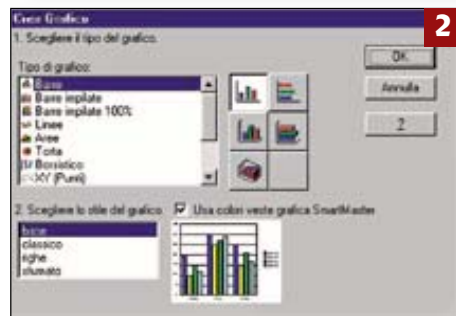 Crea Grafico
2
1. Scegliere il tipo del grafico.
Tipo di grafico:
Barre
Barre impilate
Barre impilate 100%
Linee
Aree
Torta
Borsistico
XY (Punti)
OK
Annulla
2. Scegliere lo stile del grafico
Usa colori veste grafica SmartMaster
base
classico
righe
sfumato